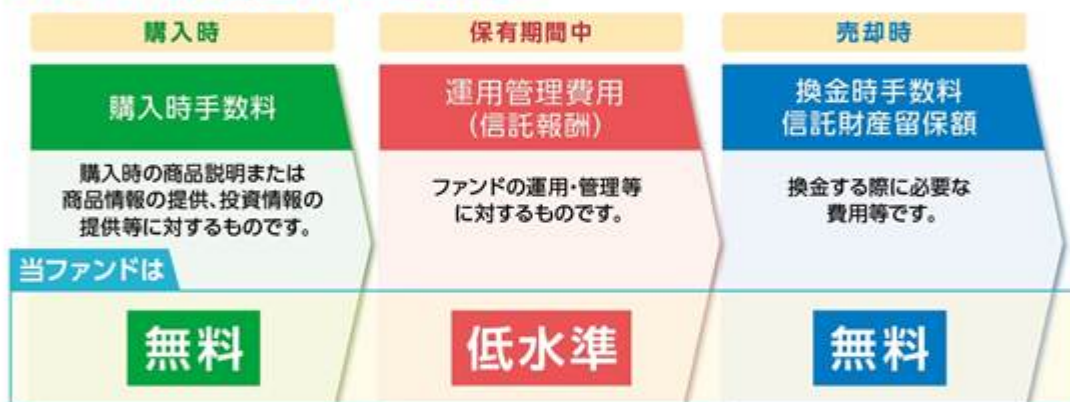 購入時
保有期間中
売却時
購入時手数料
運用管理費用
(信託報酬)
換金時手数料
信託財産留保額
購入時の商品説明または
商品情報の提供、投資情報の
提供等に対するものです。
ファンドの運用・管理等
に対するものです。
換金する際に必要な
費用等です。
当ファンドは
無料
低水準
無料